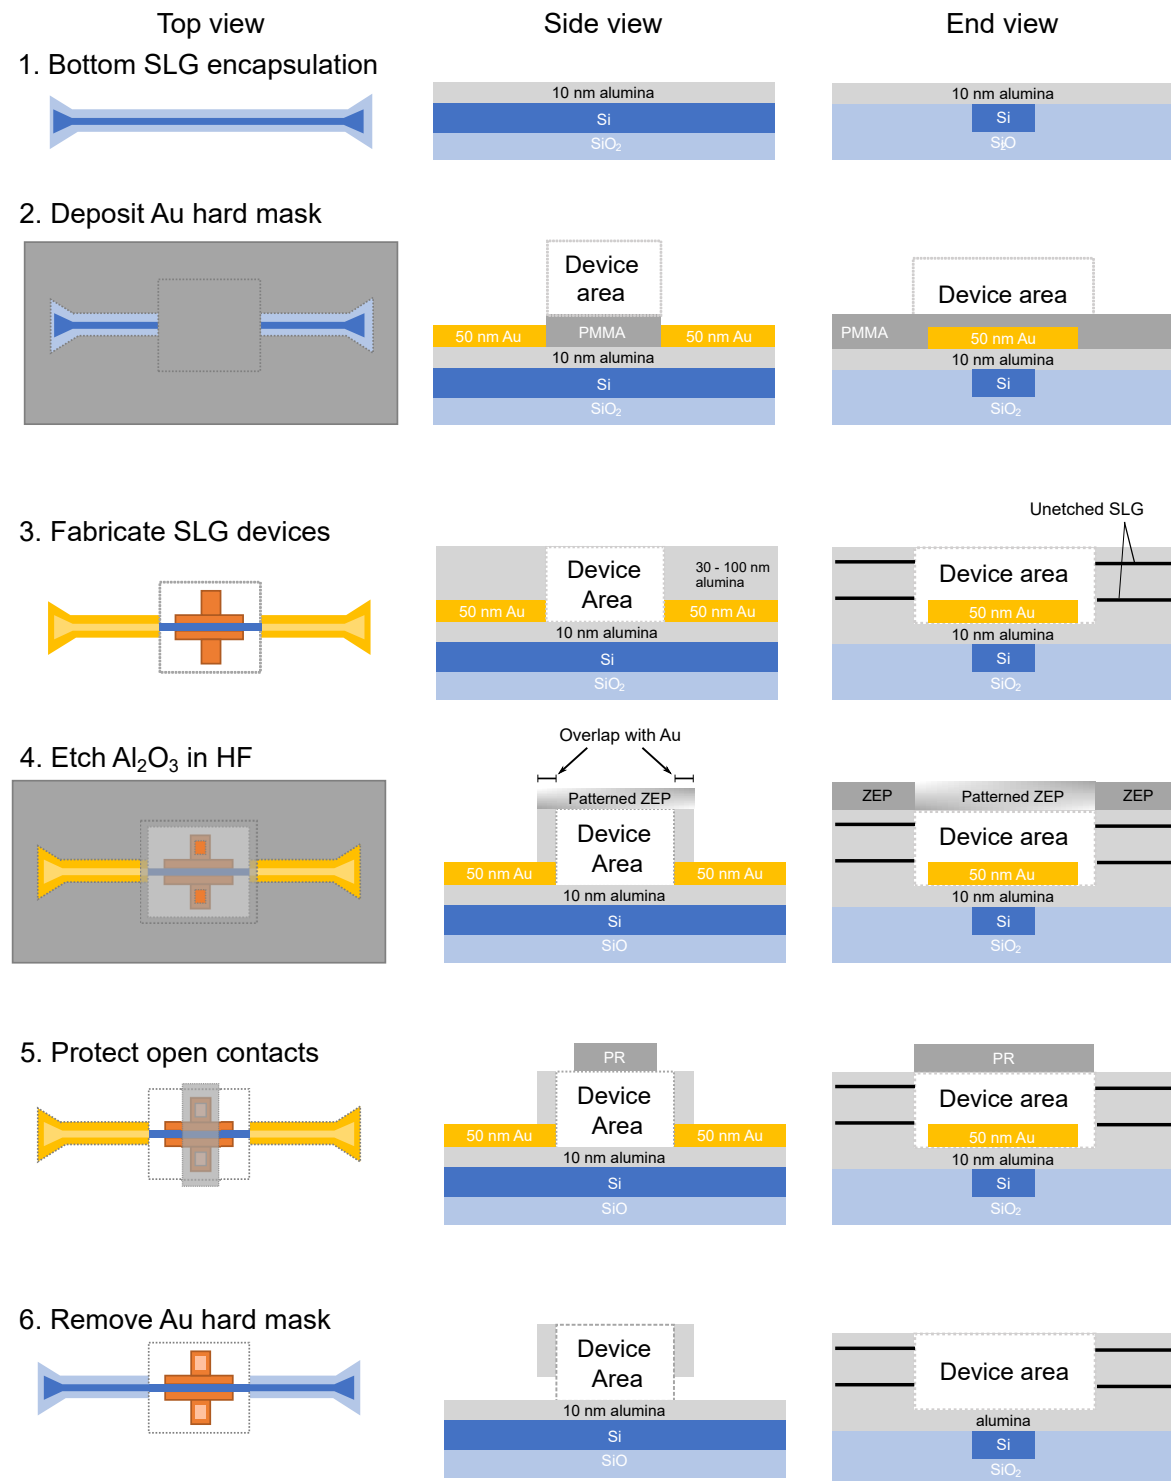 Top view
Side view
End view
1. Bottom SLG encapsulation
10 nm alumina
Si
SiO₂
10 nm alumina
Si
SiO
2
2. Deposit Au hard mask
Device
area
50 nm Au
PMMA
50 nm Au
10 nm alumina
Si
SiO₂
Device area
PMMA
50 nm Au
10 nm alumina
Si
SiO₂
3. Fabricate SLG devices
Device
Area
30 - 100 nm
alumina
50 nm Au
50 nm Au
10 nm alumina
Si
SiO₂
Unetched SLG
Device area
50 nm Au
10 nm alumina
Si
SiO₂
4. Etch Al₂O₃ in HF
Overlap with Au
Patterned ZEP
Device
Area
50 nm Au
50 nm Au
10 nm alumina
Si
SiO
ZEP
Patterned ZEP
ZEP
Device area
50 nm Au
10 nm alumina
Si
SiO₂
5. Protect open contacts
PR
Device
Area
50 nm Au
50 nm Au
10 nm alumina
Si
SiO
PR
Device area
50 nm Au
10 nm alumina
Si
SiO₂
6. Remove Au hard mask
Device
Area
10 nm alumina
Si
SiO
Device area
alumina
Si
SiO₂